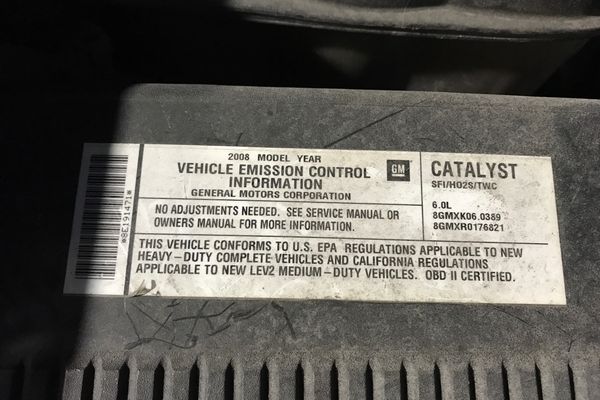 *8E191471*
2008 MODEL YEAR
VEHICLE EMISSION CONTROL
INFORMATION
GENERAL MOTORS CORPORATION
GM
NO ADJUSTMENTS NEEDED. SEE SERVICE MANUAL OR
OWNERS MANUAL FOR MORE INFORMATION.
CATALYST
SFI/HO2S/TWC
6.0L
8GMXK06.0389
8GMXR0176821
THIS VEHICLE CONFORMS TO U.S. EPA REGULATIONS APPLICABLE TO NEW
HEAVY-DUTY COMPLETE VEHICLES AND CALIFORNIA REGULATIONS
APPLICABLE TO NEW LEV2 MEDIUM-DUTY VEHICLES. OBD II CERTIFIED.